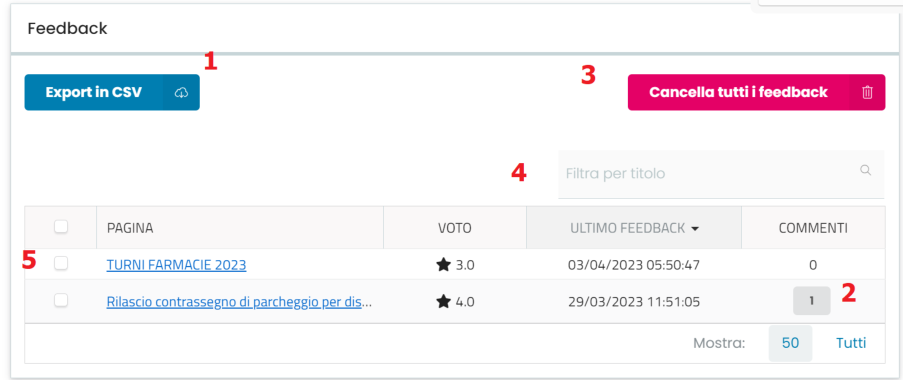 Feedback
1
3
Export in CSV
Cancella tutti i feedback
4
Filtra per titolo
PAGINA VOTO ULTIMO FEEDBACK COMMENTI
5 TURNI FARMACIE 2023 3.0 03/04/2023 05:50:47 0
Rilascio contrassegno di parcheggio per dis... 4.0 29/03/2023 11:51:05 1 2
Mostra: 50 Tutti